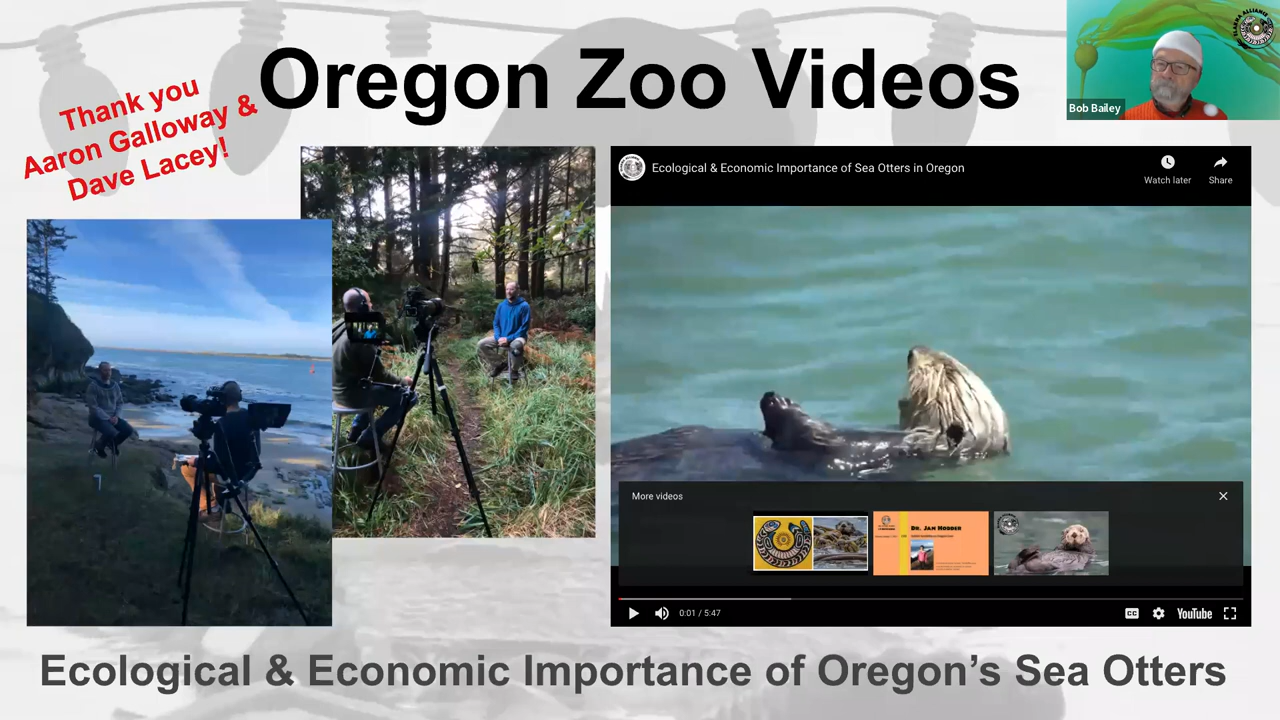 Oregon Zoo Videos
Thank you
Aaron Galloway &
Dave Lacey!
Bob Bailey
Ecological & Economic Importance of Sea Otters in Oregon
Watch later
Share
More videos
DR. JAN HODDER
0:01 / 5:47
CC
YouTube
Ecological & Economic Importance of Oregon's Sea Otters